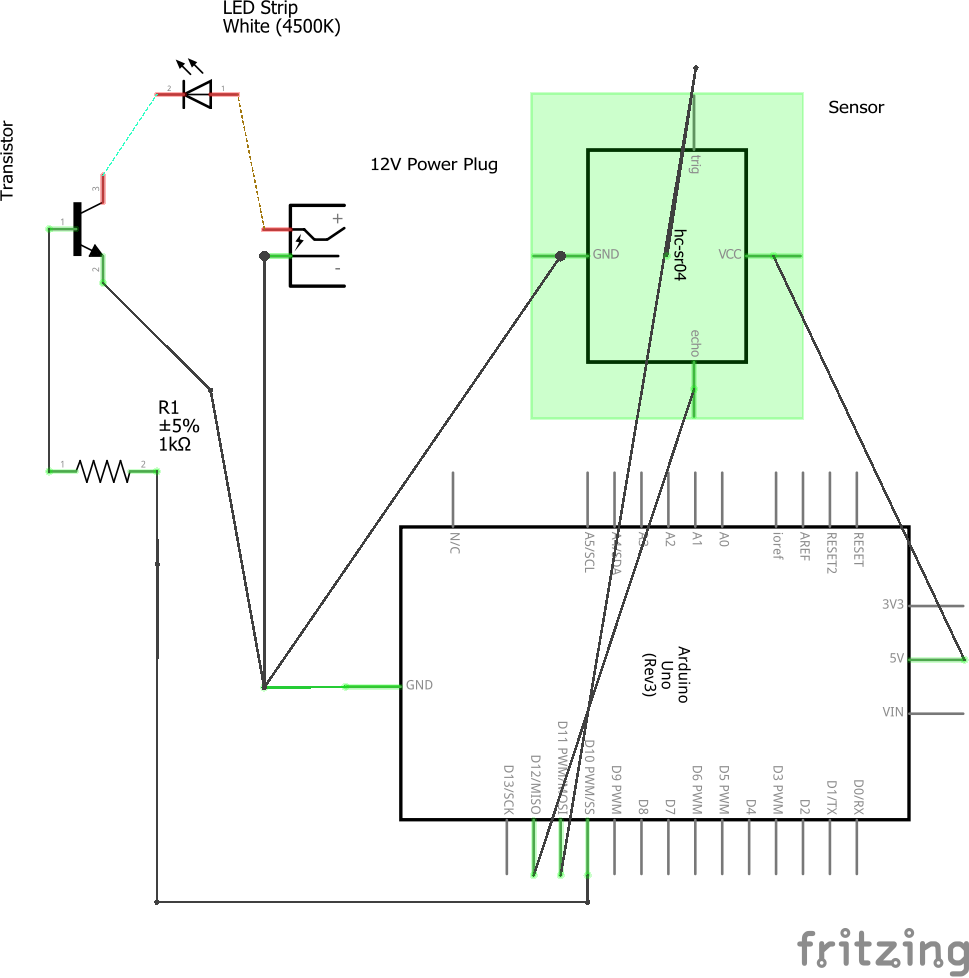 LED Strip
White (4500K)
2
1
Sensor
Transistor
12V Power Plug
trig
3
+
1
hc-sr04
GND
VCC
-
2
echo
R1
±5%
1kΩ
1
2
N/C
A5/SCL
A4/SDA
A3
A2
A1
A0
ioref
AREF
RESET2
RESET
3V3
Arduino
Uno
(Rev3)
5V
GND
VIN
D13/SCK
D12/MISO
D11 PWM/MOSI
D10 PWM/SS
D9 PWM
D8
D7
D6 PWM
D5 PWM
D4
D3 PWM
D2
D1/TX
D0/RX
fritzing